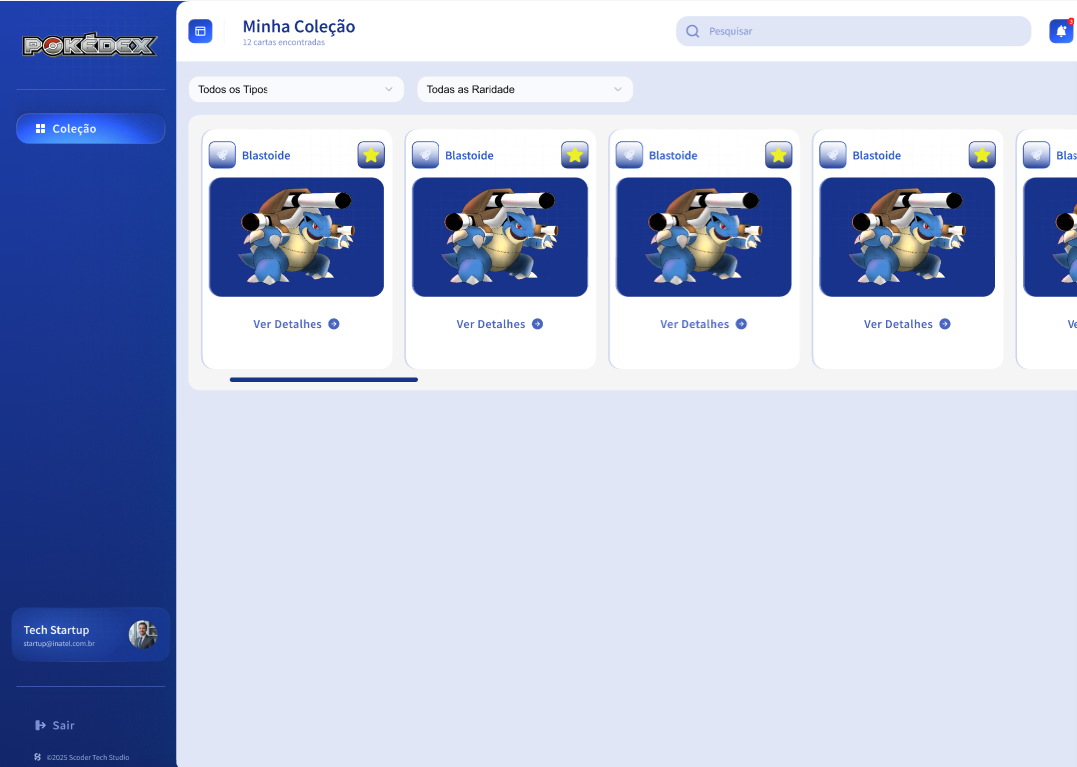 POKÉDEX
Coleção
Tech Startup
startup@inatel.com.br
Sair
©2025 Scoder Tech Studio
Minha Coleção
12 cartas encontradas
Pesquisar
3
Todos os Tipos
Todas as Raridade
Blastoide
Blastoide
Blastoide
Blastoide
Blas
Ver Detalhes
Ver Detalhes
Ver Detalhes
Ver Detalhes
Ve